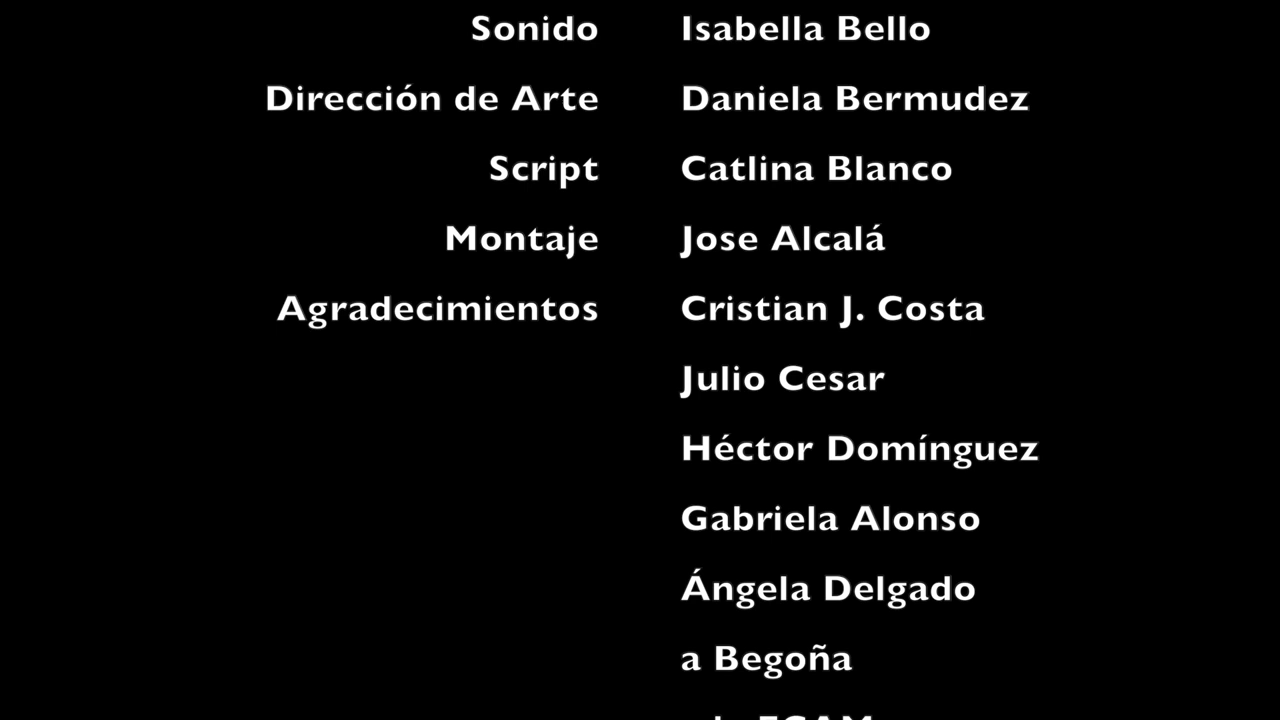 Sonido Isabella Bello
Dirección de Arte Daniela Bermudez
Script Catlina Blanco
Montaje Jose Alcalá
Agradecimientos Cristian J. Costa
Julio Cesar
Héctor Domínguez
Gabriela Alonso
Ángela Delgado
a Begoña